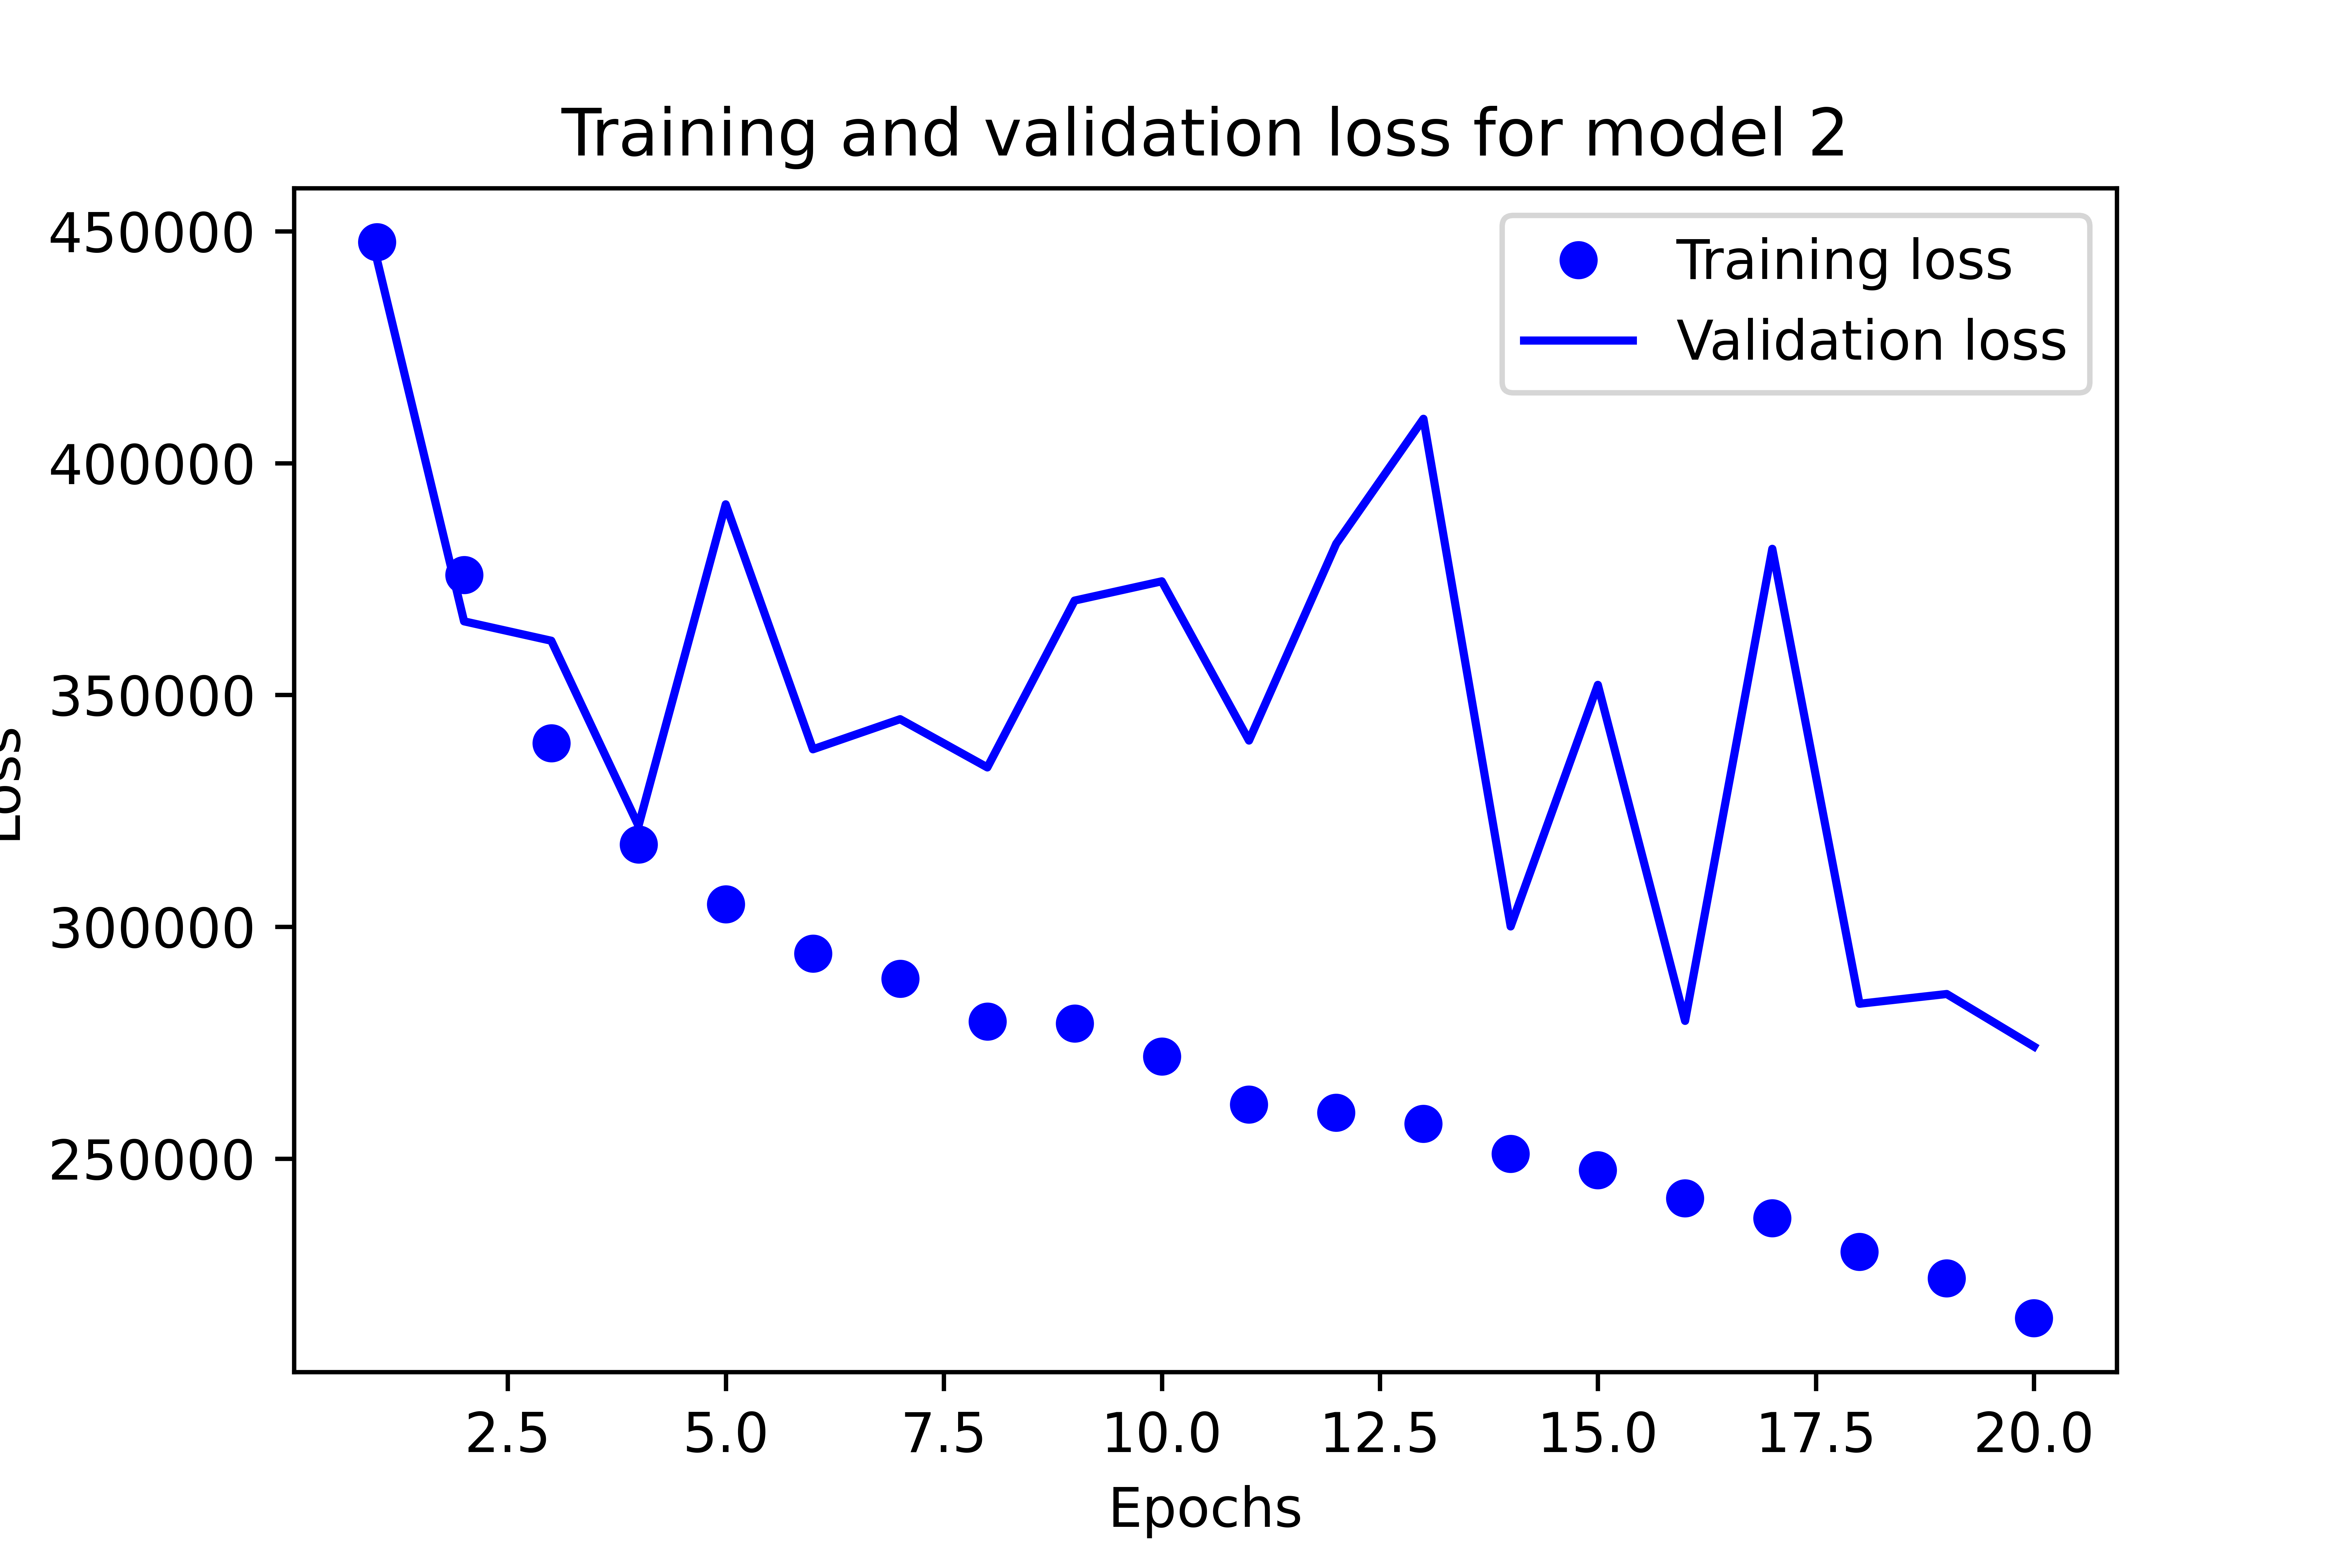 Training and validation loss for model 2
Training loss
Validation loss
450000
400000
350000
300000
250000
Loss
2.5 5.0 7.5 10.0 12.5 15.0 17.5 20.0
Epochs